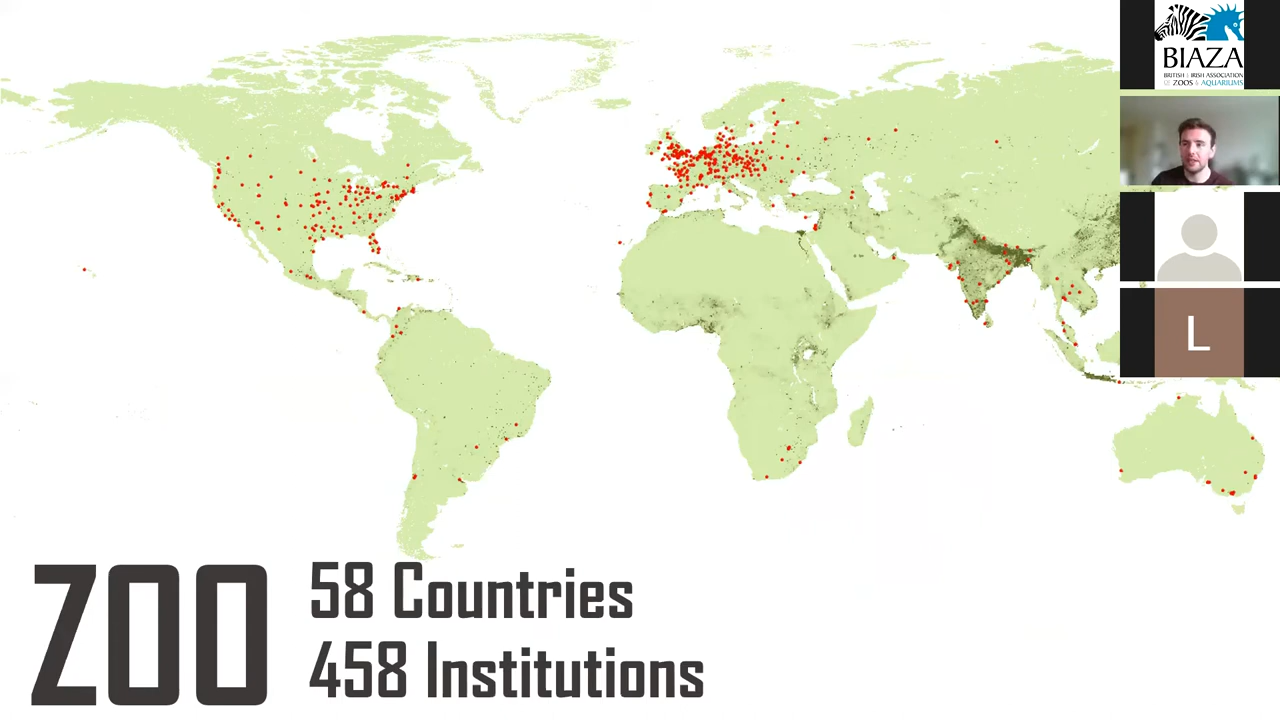 BIAZA
BRITISH & IRISH ASSOCIATION
OF ZOOS & AQUARIUMS
L
ZOO
58 Countries
458 Institutions